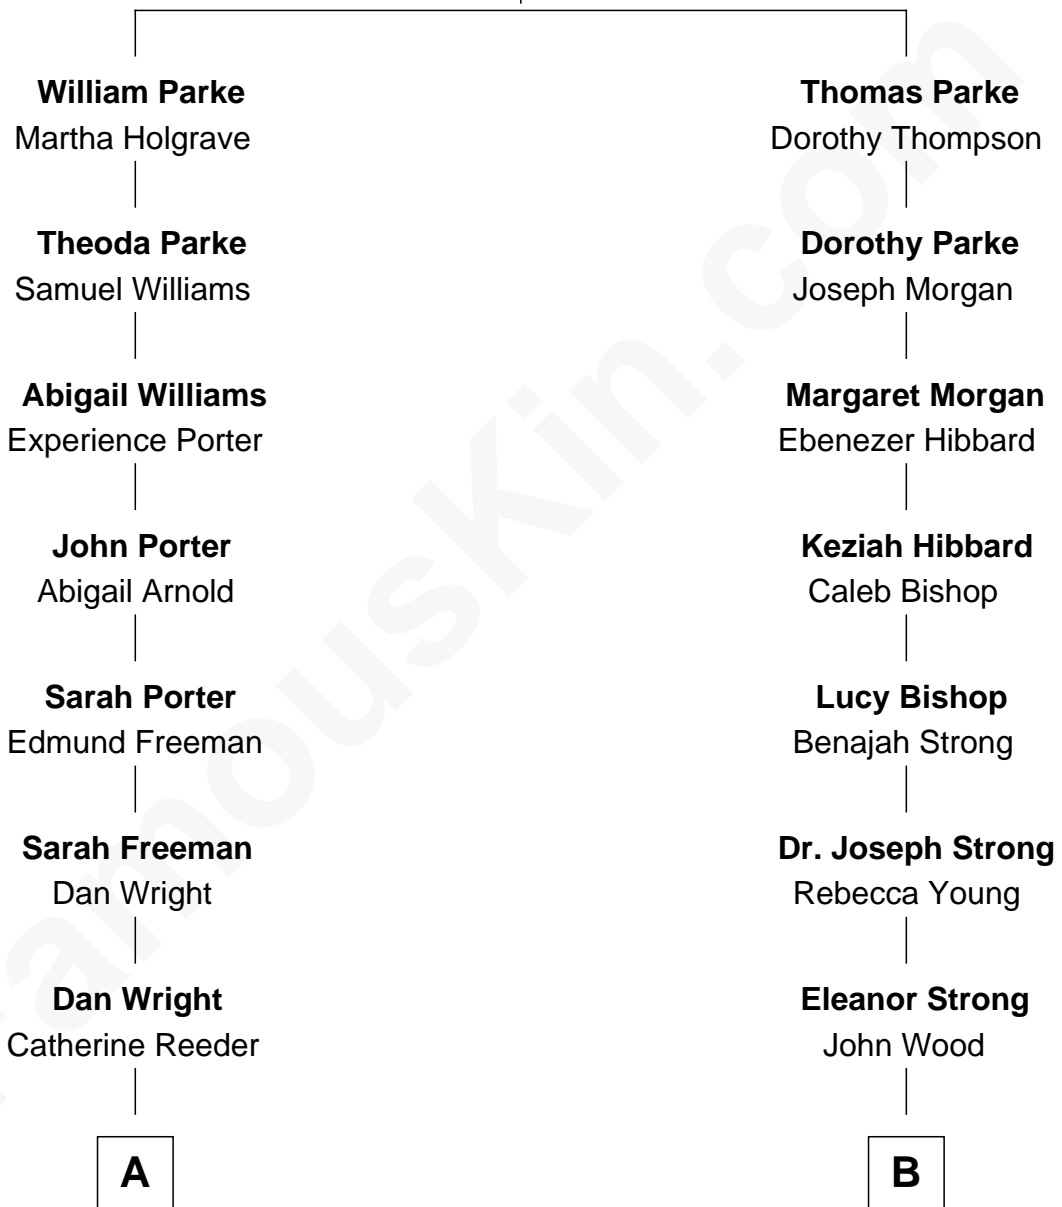 William Parke
Martha Holgrave
Theoda Parke
Samuel Williams
Abigail Williams
Experience Porter
John Porter
Abigail Arnold
Sarah Porter
Edmund Freeman
Sarah Freeman
Dan Wright
Dan Wright
Catherine Reeder
A
Thomas Parke
Dorothy Thompson
Dorothy Parke
Joseph Morgan
Margaret Morgan
Ebenezer Hibbard
Keziah Hibbard
Caleb Bishop
Lucy Bishop
Benajah Strong
Dr. Joseph Strong
Rebecca Young
Eleanor Strong
John Wood
B
FamousKin.com